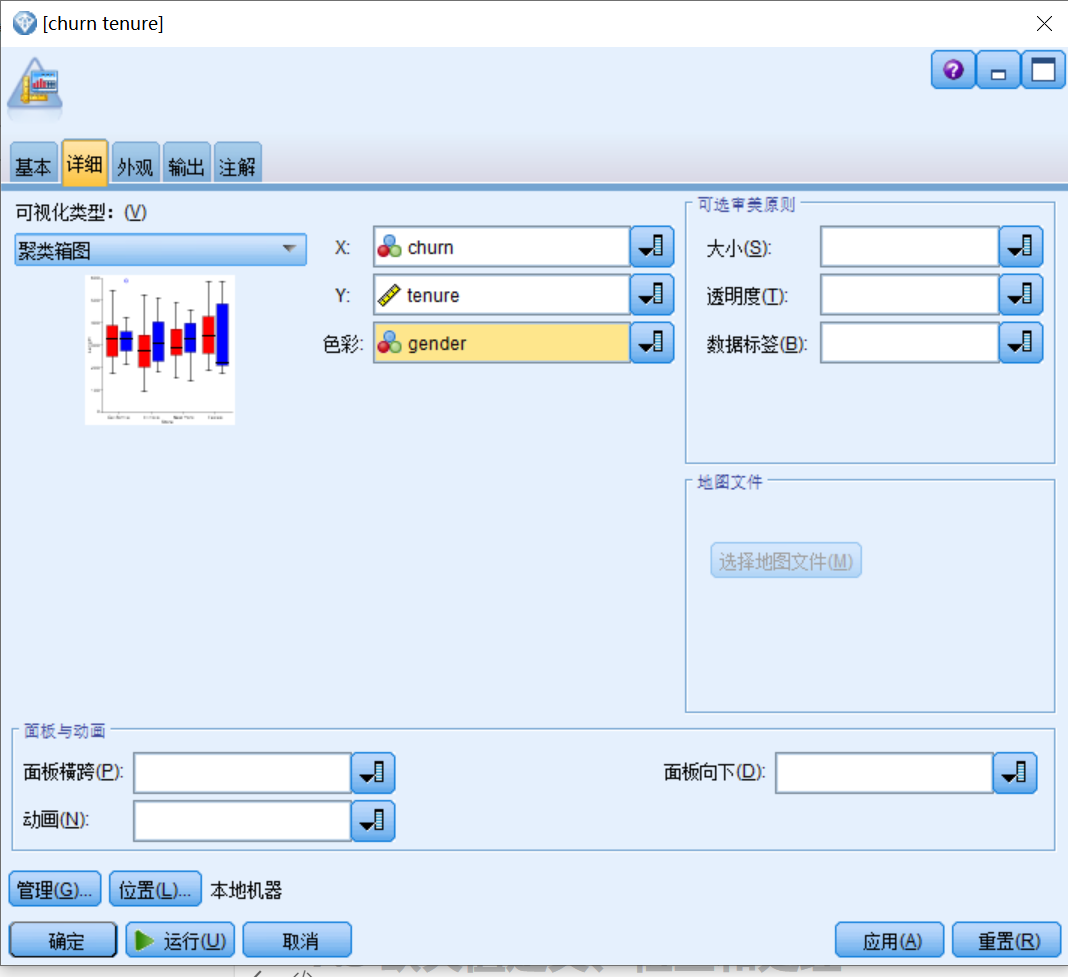 [churn tenure]
基本 详细 外观 输出 注解
可视化类型：(V)
聚类箱图
X: churn
Y: tenure
色彩: gender
可选审美原则
大小(S):
透明度(T):
数据标签(B):
地图文件
选择地图文件(M)
面板与动画
面板横跨(P):
面板向下(D):
动画(N):
管理(G)... 位置(L)... 本地机器
确定 运行(U) 取消 应用(A) 重置(R)